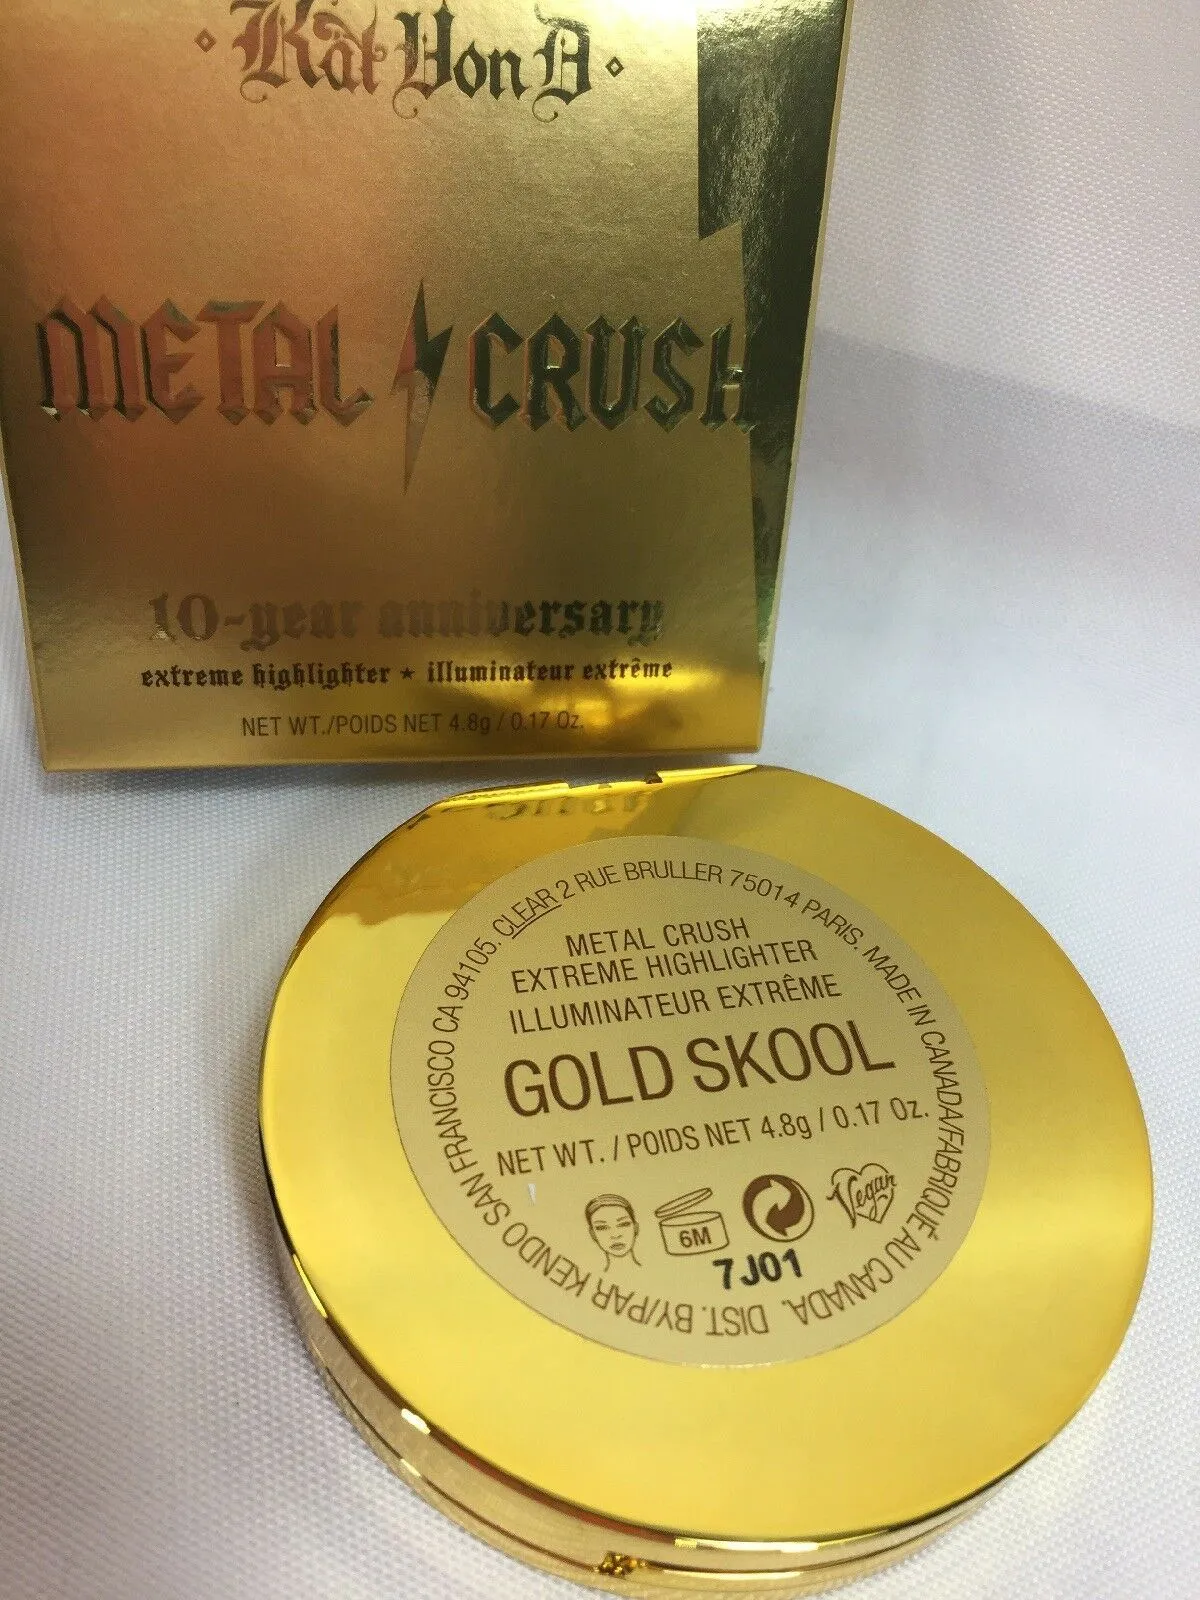 Kat Von D
METAL CRUSH
10-year anniversary
extreme highlighter ★ illuminateur extrême
NET WT./POIDS NET 4.8g / 0.17 Oz.
METAL CRUSH
EXTREME HIGHLIGHTER
ILLUMINATEUR EXTRÊME
GOLD SKOOL
NET WT. / POIDS NET 4.8g / 0.17 Oz.
6M
Vegan
7J01
DIST. BY/PAR KENDO SAN FRANCISCO CA 94105. CLEAR 2 RUE BRULLER 75014 PARIS. MADE IN CANADA/FABRIQUÉ AU CANADA.